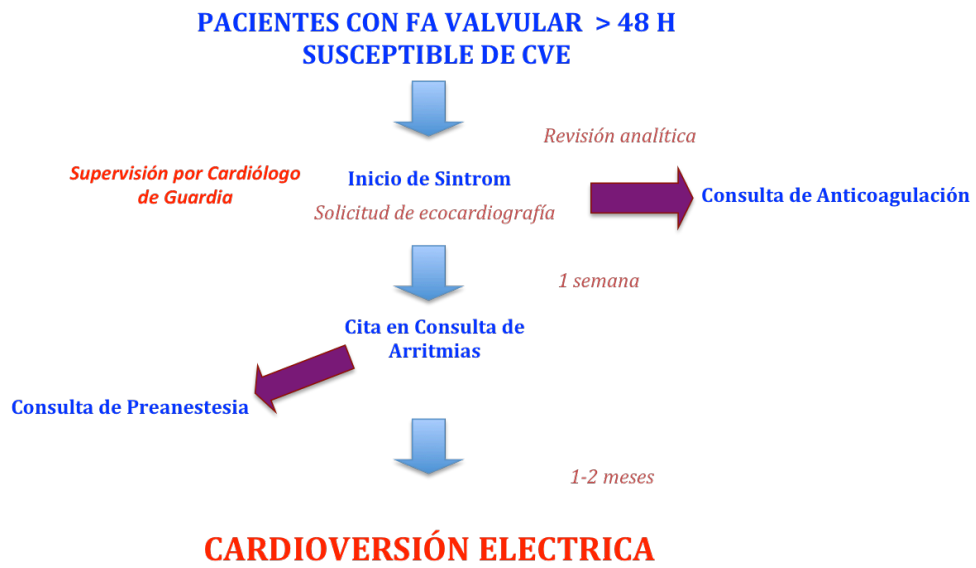 PACIENTES CON FA VALVULAR > 48 H
SUSCEPTIBLE DE CVE
Revisión analítica
Supervisión por Cardiólogo
de Guardia
Inicio de Sintrom
Solicitud de ecocardiografía
Consulta de Anticoagulación
1 semana
Cita en Consulta de
Arritmias
Consulta de Preanestesia
1-2 meses
CARDIOVERSIÓN ELECTRICA